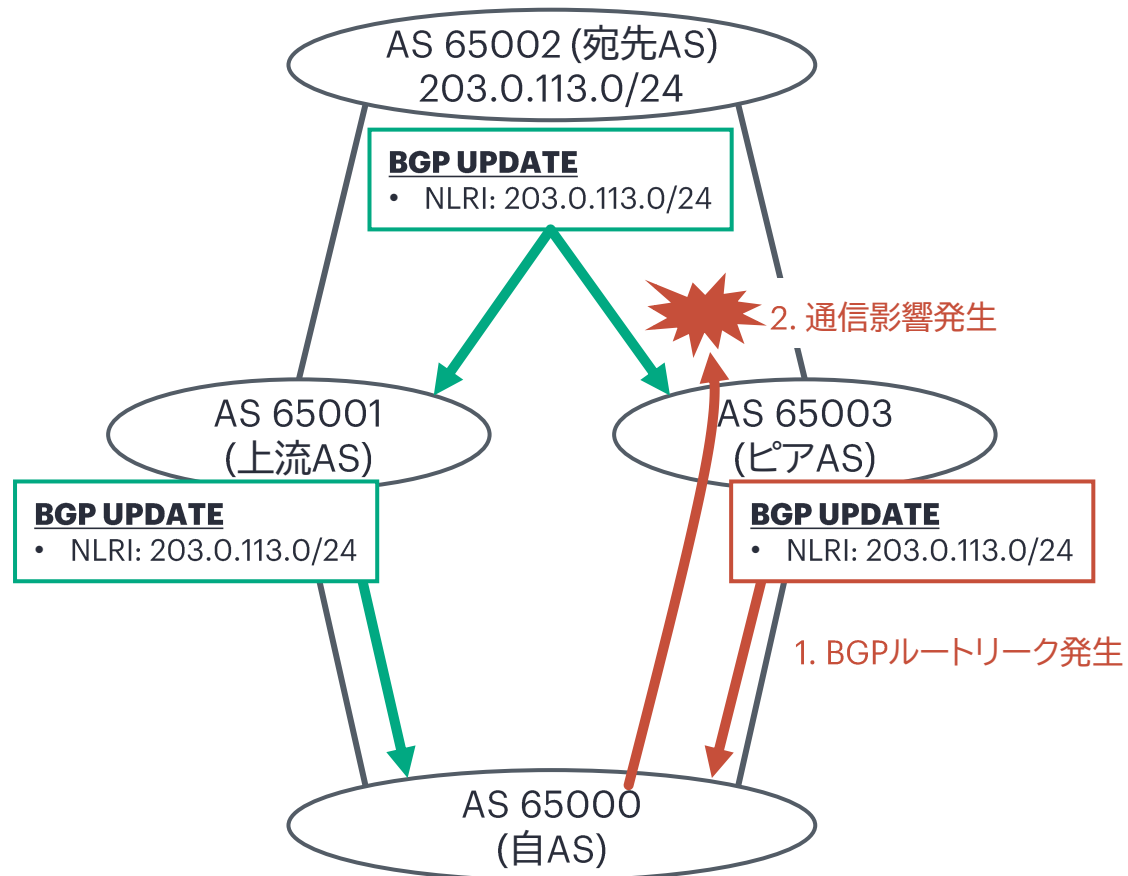 AS 65002 (宛先AS)
203.0.113.0/24
BGP UPDATE
• NLRI: 203.0.113.0/24
2. 通信影響発生
AS 65001
(上流AS)
AS 65003
(ピアAS)
BGP UPDATE
• NLRI: 203.0.113.0/24
BGP UPDATE
• NLRI: 203.0.113.0/24
1. BGPルートリーク発生
AS 65000
(自AS)